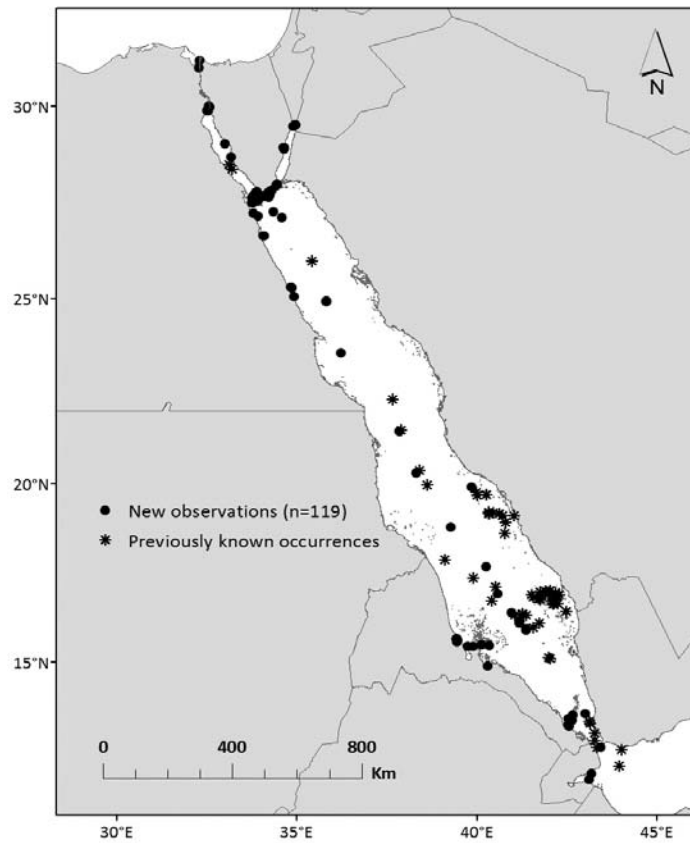 N
30°N
25°N
20°N
New observations (n=119)
Previously known occurrences
15°N
0 400 800
Km
30°E 35°E 40°E 45°E